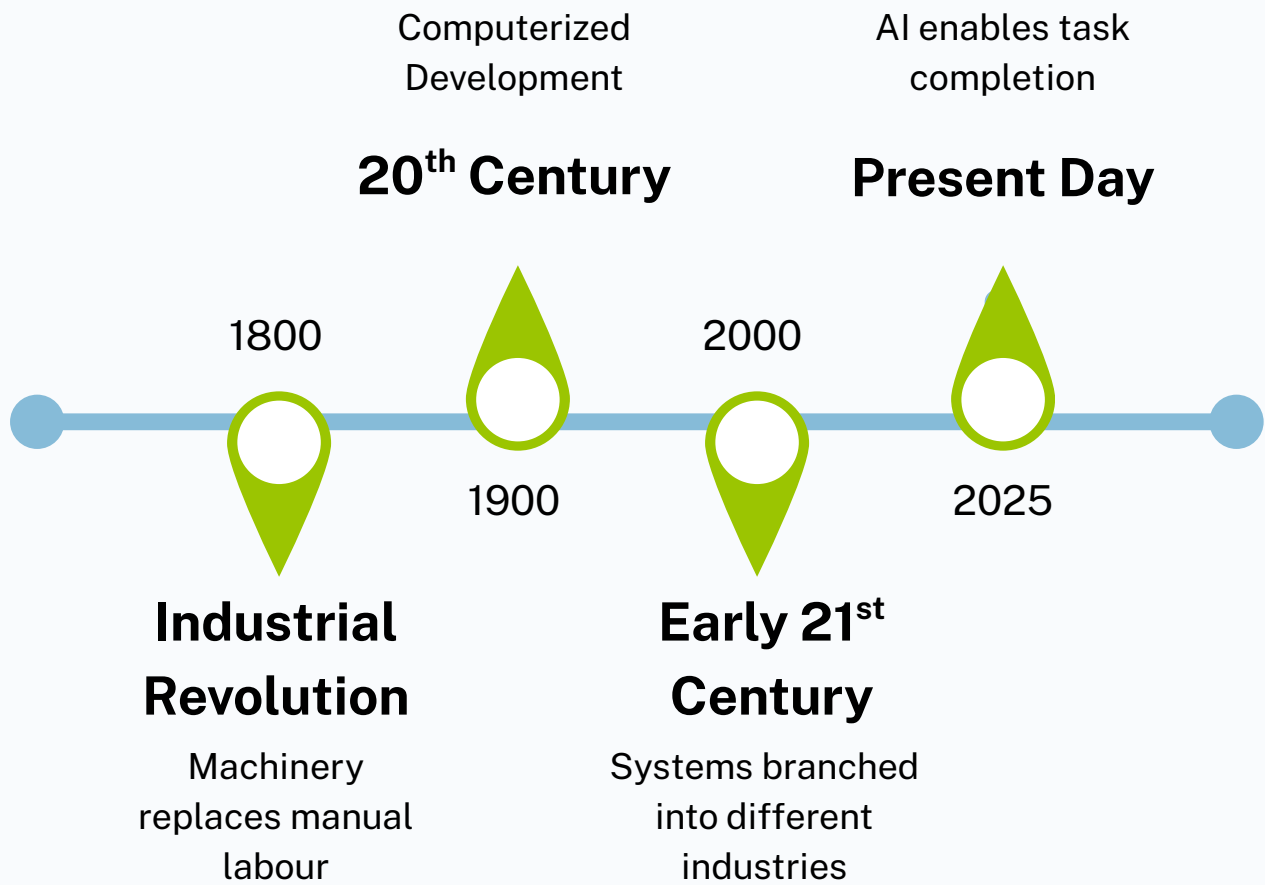 Computerized
Development
20th Century
AI enables task
completion
Present Day
1800
2000
1900
2025
Industrial
Revolution
Machinery
replaces manual
labour
Early 21st
Century
Systems branched
into different
industries